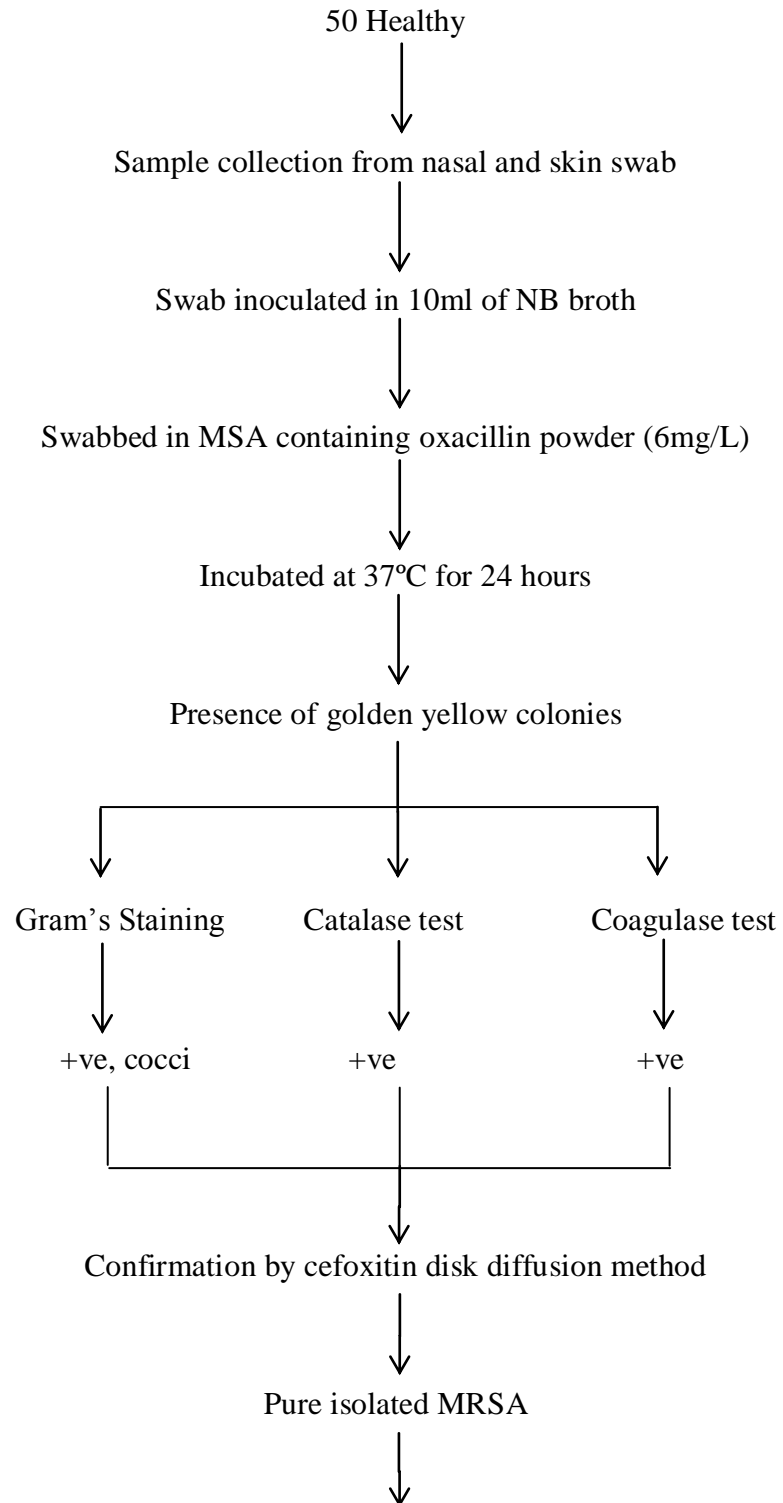 50 Healthy
Sample collection from nasal and skin swab
Swab inoculated in 10ml of NB broth
Swabbed in MSA containing oxacillin powder (6mg/L)
Incubated at 37ºC for 24 hours
Presence of golden yellow colonies
Gram’s Staining
Catalase test
Coagulase test
+ve, cocci
+ve
+ve
Confirmation by cefoxitin disk diffusion method
Pure isolated MRSA